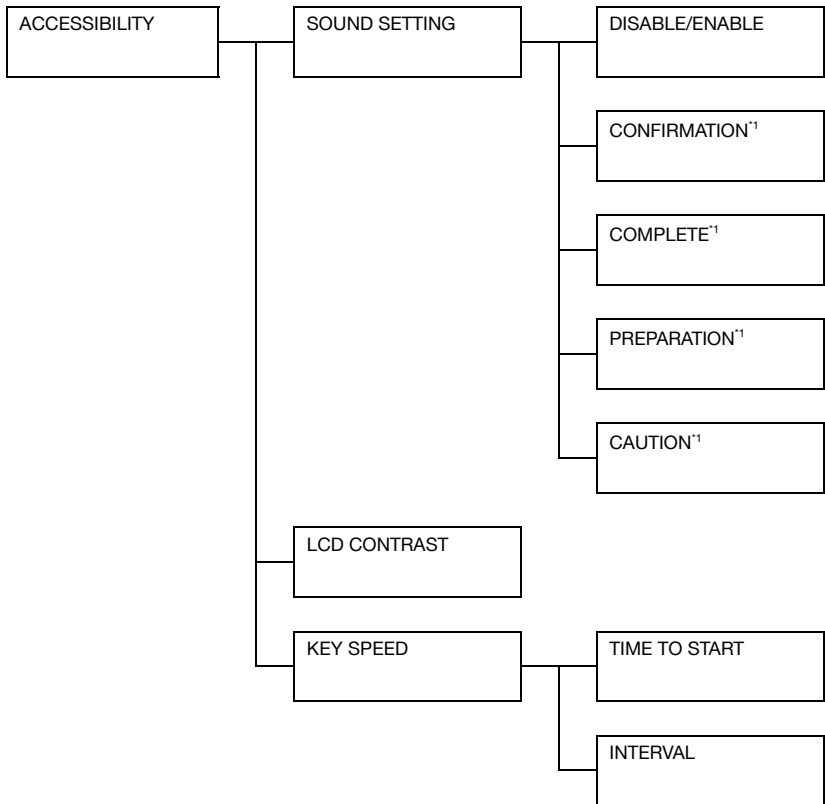 ACCESSIBILITY
SOUND SETTING
DISABLE/ENABLE
CONFIRMATION*1
COMPLETE*1
PREPARATION*1
CAUTION*1
LCD CONTRAST
KEY SPEED
TIME TO START
INTERVAL